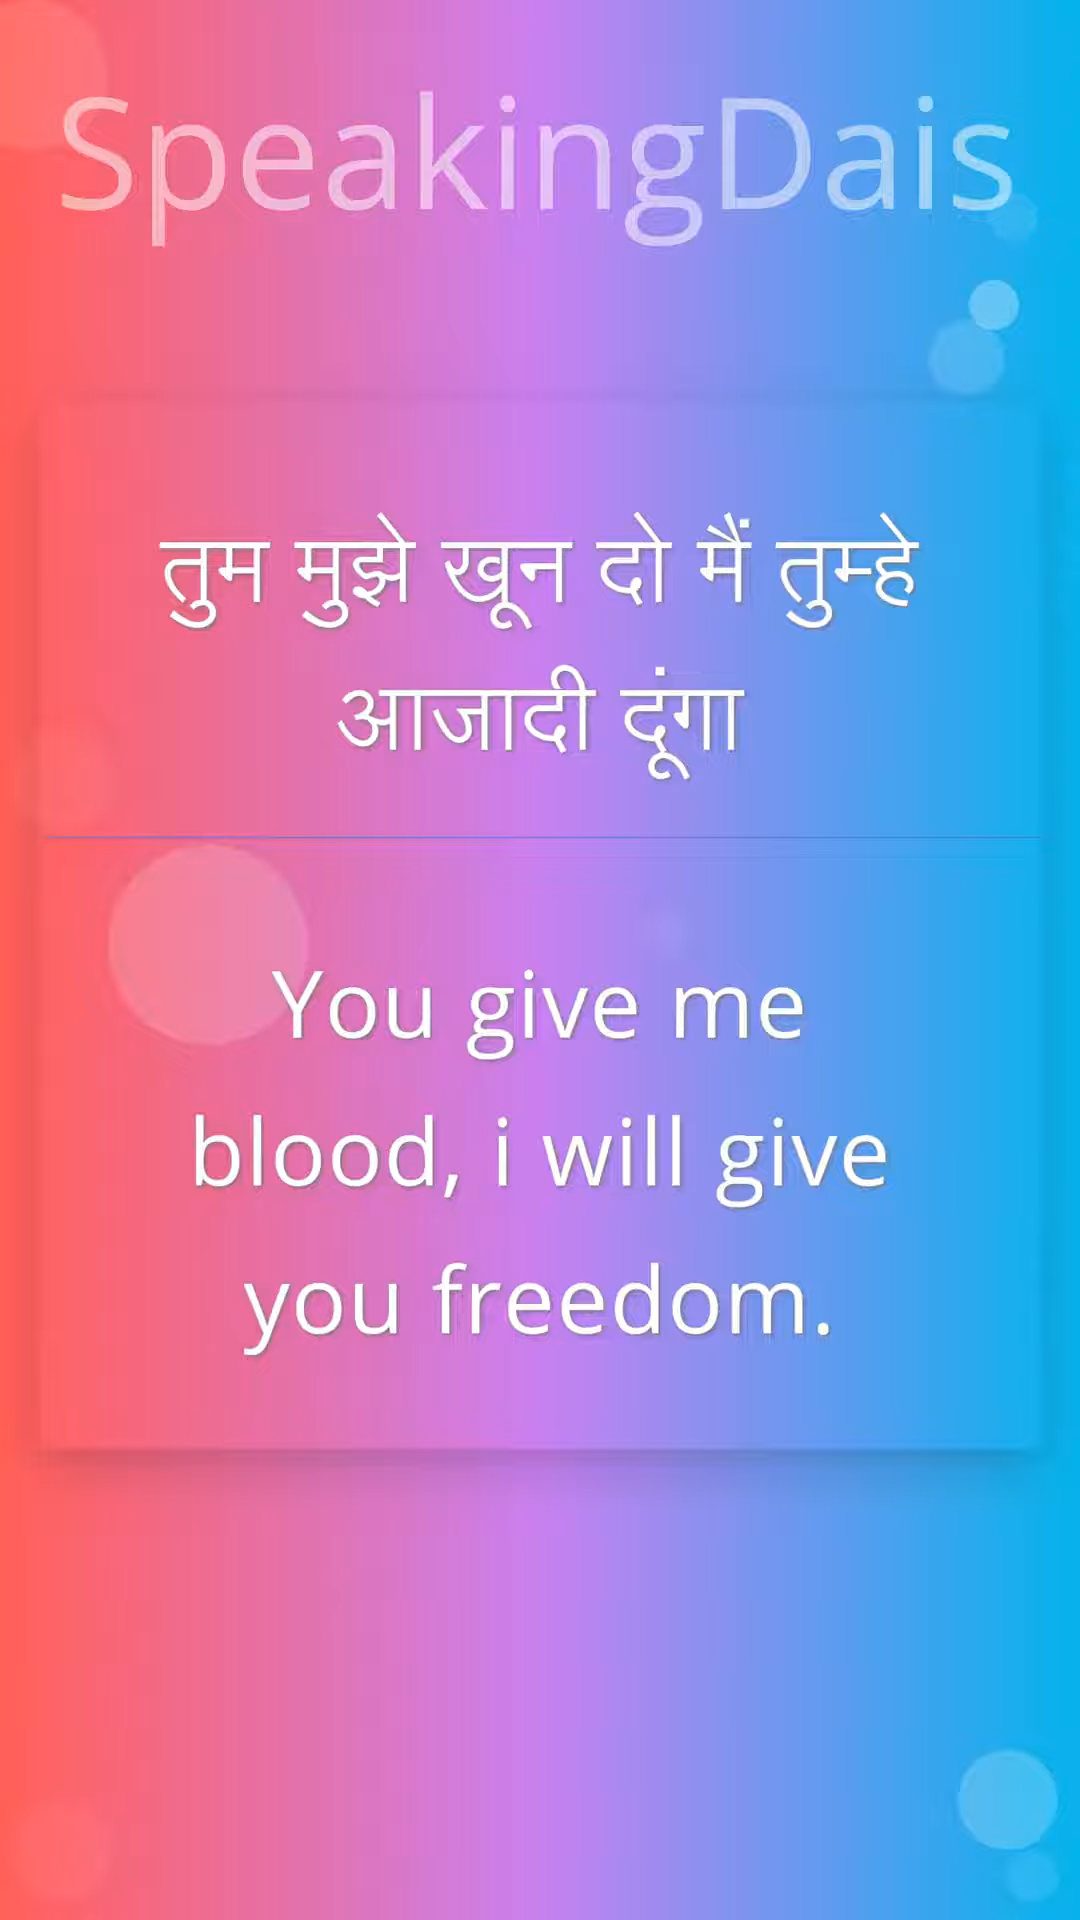 SpeakingDais
तुम मुझे खून दो मैं तुम्हे
आजादी दूंगा
You give me
blood, i will give
you freedom.